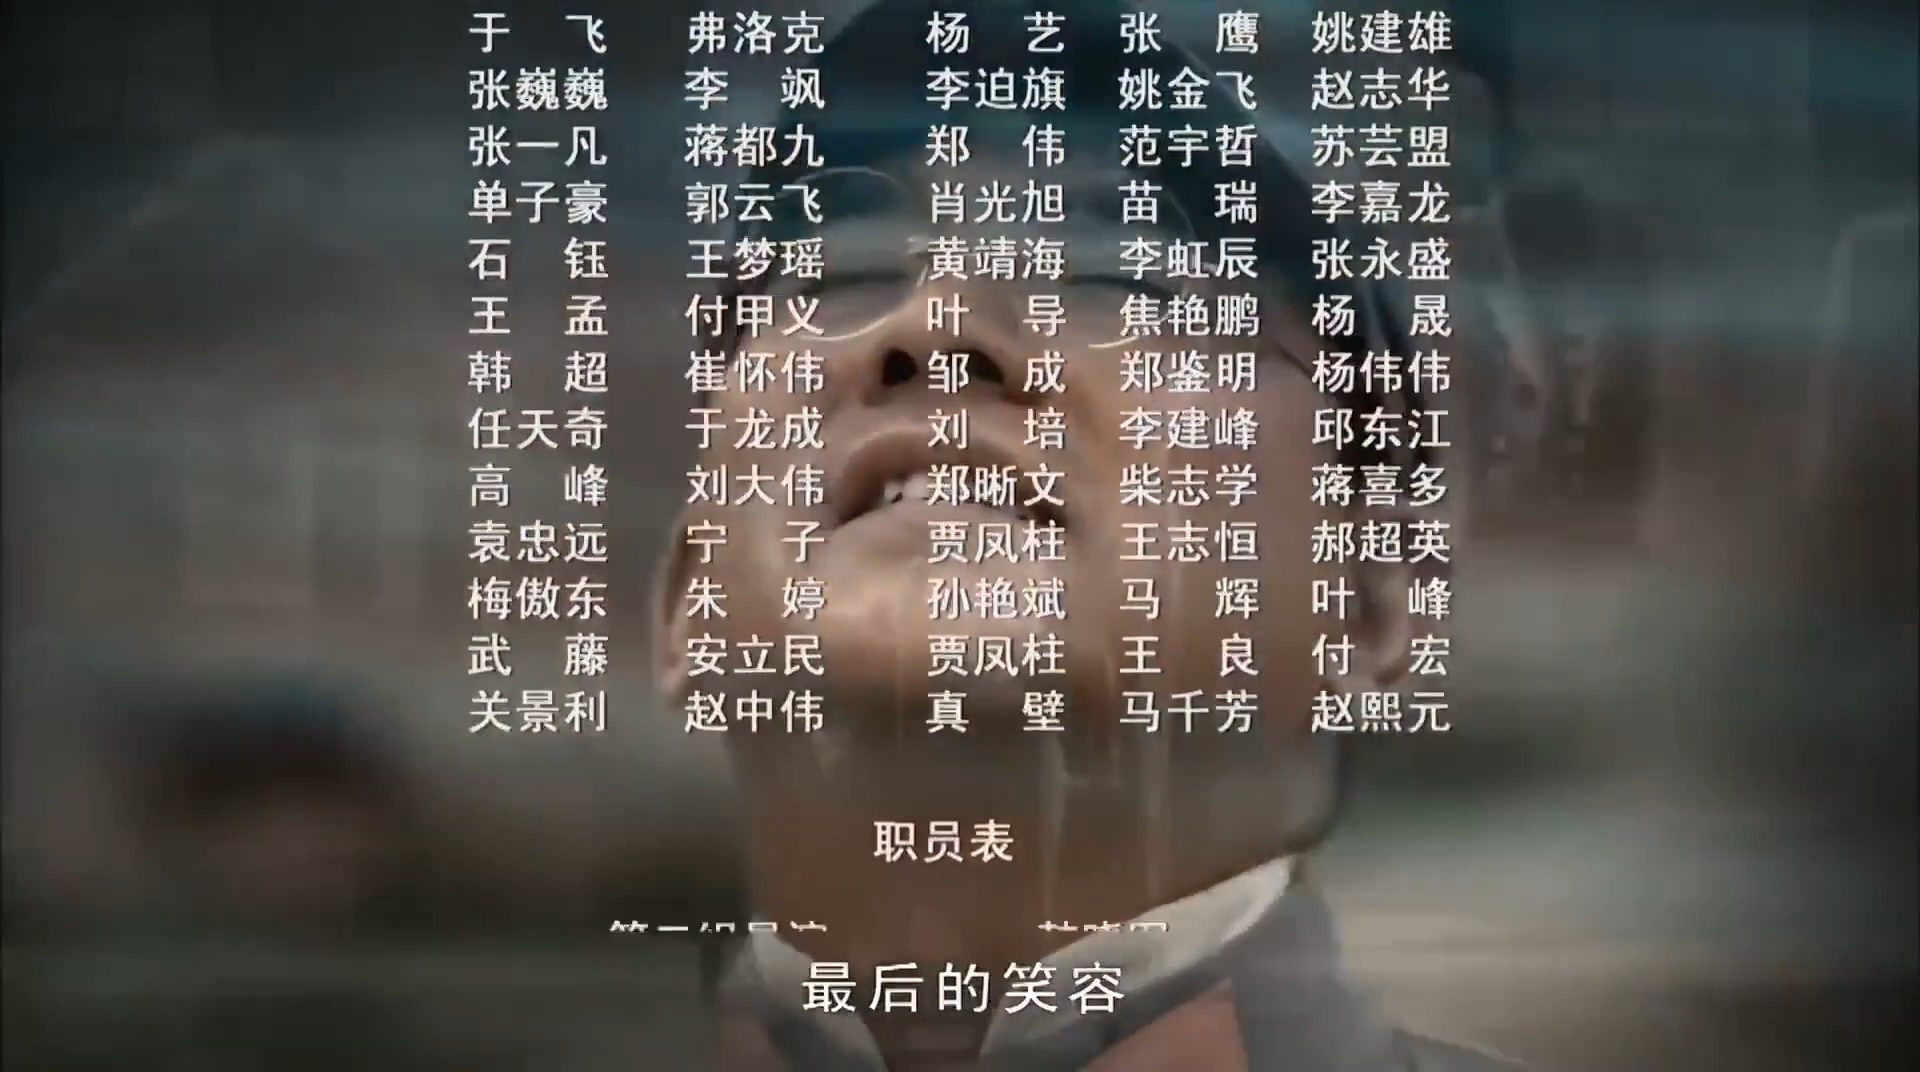 于飞 弗洛克 杨艺 张鹰 姚建雄
张巍巍 李飒 李迫旗 姚金飞 赵志华
张一凡 蒋都九 郑伟 范宇哲 苏芸盟
单子豪 郭云飞 肖光旭 苗瑞 李嘉龙
石钰 王梦瑶 黄靖海 李虹辰 张永盛
王孟 付甲义 叶导 焦艳鹏 杨晟
韩超 崔怀伟 邹成 郑鉴明 杨伟伟
任天奇 于龙成 刘培 李建峰 邱东江
高峰 刘大伟 郑晰文 柴志学 蒋喜多
袁忠远 宁子 贾凤柱 王志恒 郝超英
梅傲东 朱婷 孙艳斌 马辉 叶峰
武藤 安立民 贾凤柱 王良 付宏
关景利 赵中伟 真壁 马千芳 赵熙元
职员表
最后的笑容